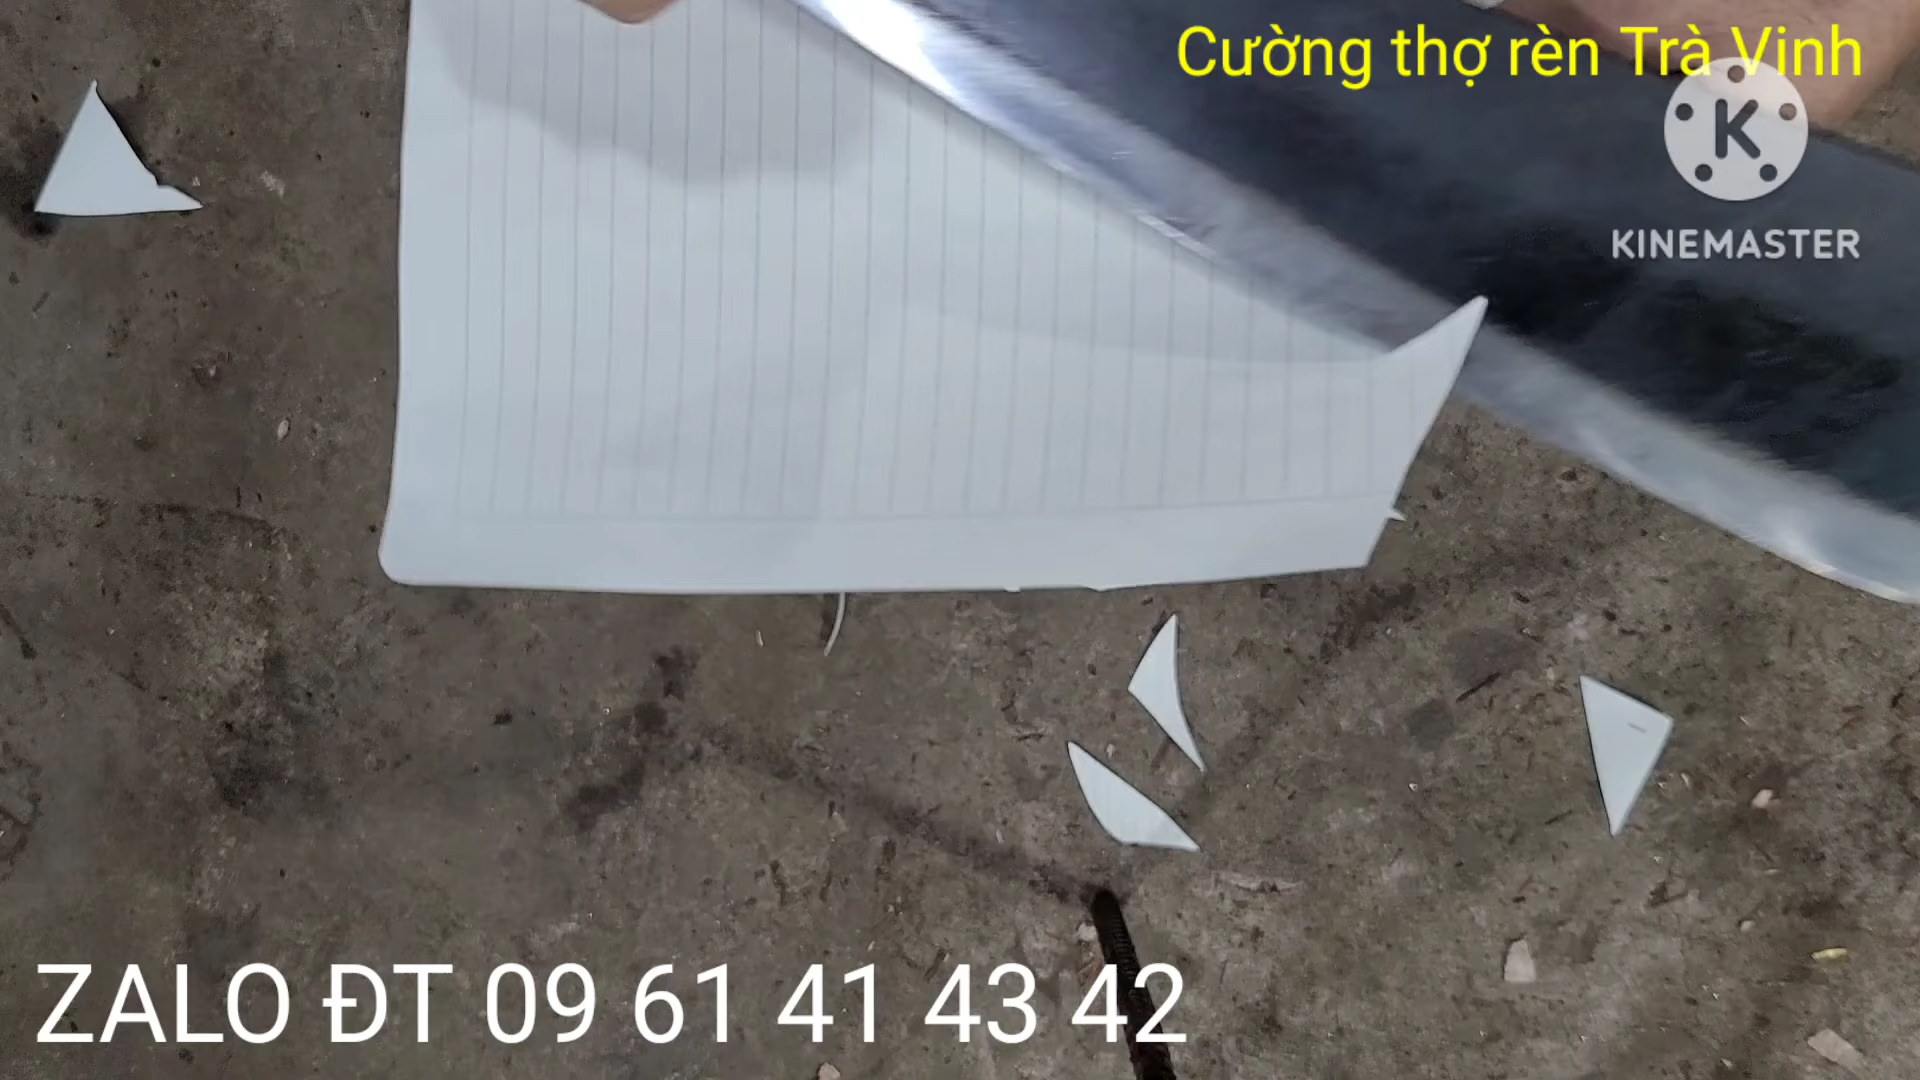 Cường thợ rèn Trà Vinh
K
KINEMASTER
ZALO ĐT 09 61 41 43 42